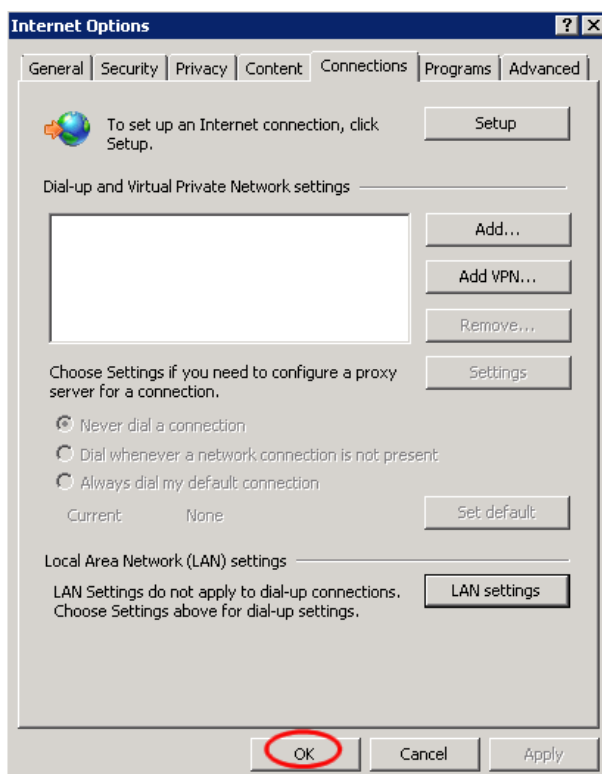 Internet Options
General Security Privacy Content Connections Programs Advanced
To set up an Internet connection, click
Setup.
Setup
Dial-up and Virtual Private Network settings
Add...
Add VPN...
Remove...
Choose Settings if you need to configure a proxy
server for a connection.
Settings
Never dial a connection
Dial whenever a network connection is not present
Always dial my default connection
Current None
Set default
Local Area Network (LAN) settings
LAN Settings do not apply to dial-up connections.
Choose Settings above for dial-up settings.
LAN settings
OK Cancel Apply